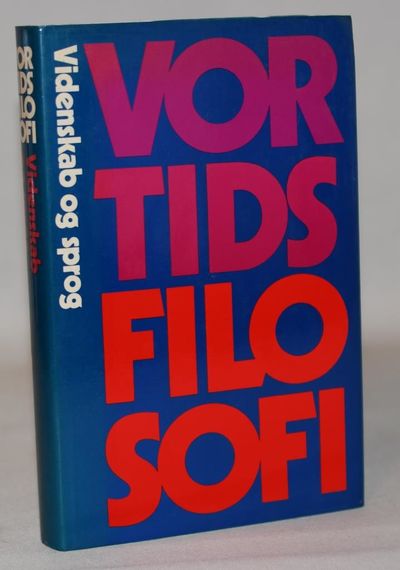 VOR
TIDS
FILO
SOFI
Videnskab og sprog
VOR
TIDS
FILO
SOFI
Videnskab